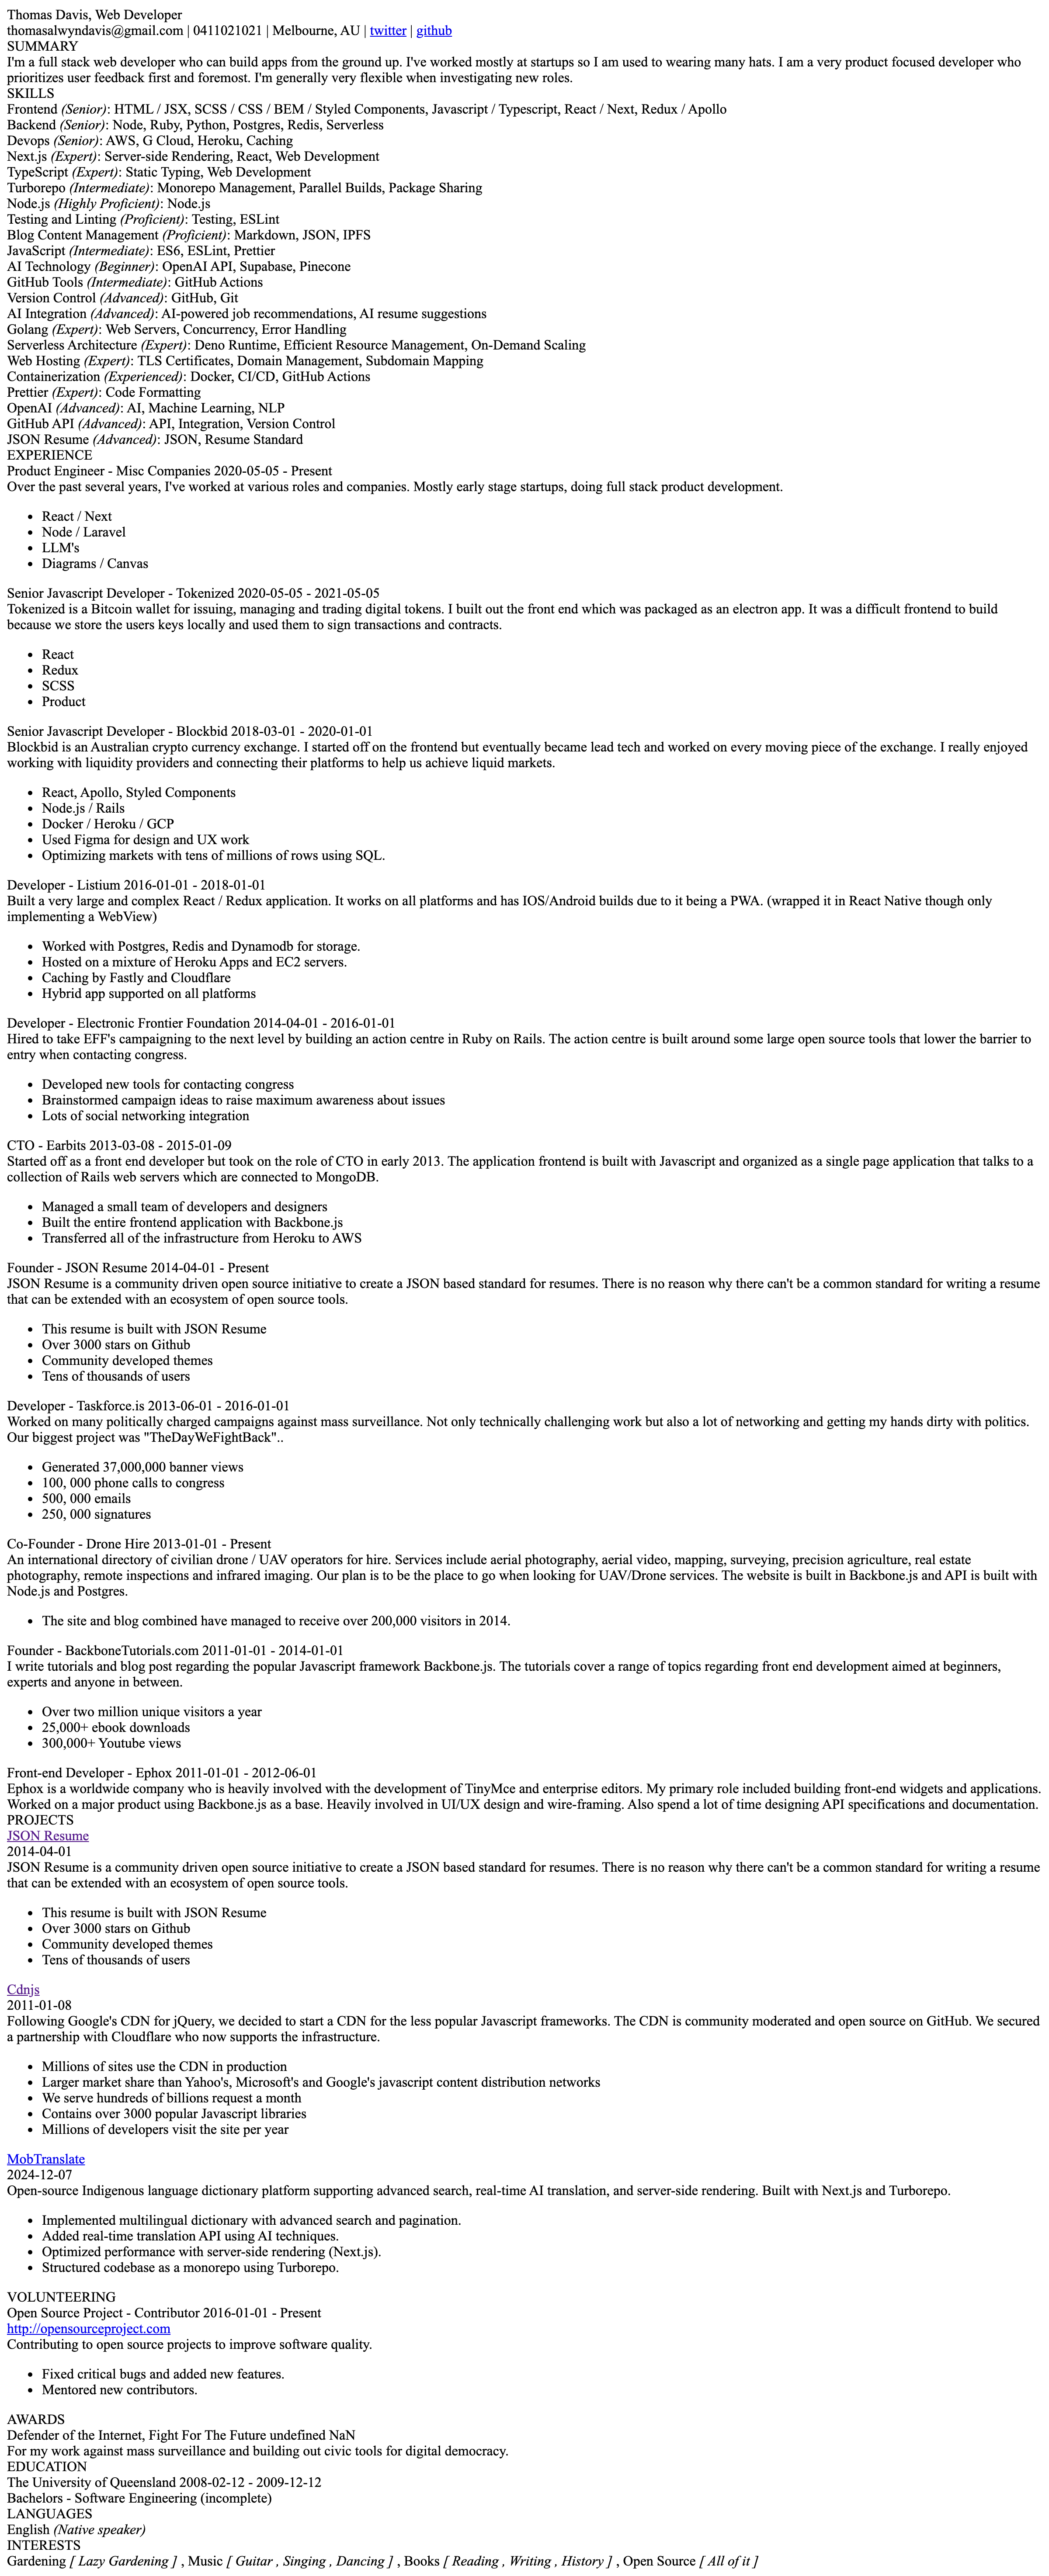 Thomas Davis, Web Developer
thomasalwyndavis@gmail.com | 0411021021 | Melbourne, AU | twitter | github
SUMMARY
I'm a full stack web developer who can build apps from the ground up. I've worked mostly at startups so I am used to wearing many hats. I am a very product focused developer who
prioritizes user feedback first and foremost. I'm generally very flexible when investigating new roles.
SKILLS
Frontend (Senior): HTML / JSX, SCSS / CSS / BEM / Styled Components, Javascript / Typescript, React / Next, Redux / Apollo
Backend (Senior): Node, Ruby, Python, Postgres, Redis, Serverless
Devops (Senior): AWS, G Cloud, Heroku, Caching
Next.js (Expert): Server-side Rendering, React, Web Development
TypeScript (Expert): Static Typing, Web Development
Turborepo (Intermediate): Monorepo Management, Parallel Builds, Package Sharing
Node.js (Highly Proficient): Node.js
Testing and Linting (Proficient): Testing, ESLint
Blog Content Management (Proficient): Markdown, JSON, IPFS
JavaScript (Intermediate): ES6, ESLint, Prettier
AI Technology (Beginner): OpenAI API, Supabase, Pinecone
GitHub Tools (Intermediate): GitHub Actions
Version Control (Advanced): GitHub, Git
AI Integration (Advanced): AI-powered job recommendations, AI resume suggestions
Golang (Expert): Web Servers, Concurrency, Error Handling
Serverless Architecture (Expert): Deno Runtime, Efficient Resource Management, On-Demand Scaling
Web Hosting (Expert): TLS Certificates, Domain Management, Subdomain Mapping
Containerization (Experienced): Docker, CI/CD, GitHub Actions
Prettier (Expert): Code Formatting
OpenAI (Advanced): AI, Machine Learning, NLP
GitHub API (Advanced): API, Integration, Version Control
JSON Resume (Advanced): JSON, Resume Standard
EXPERIENCE
Product Engineer - Misc Companies 2020-05-05 - Present
Over the past several years, I've worked at various roles and companies. Mostly early stage startups, doing full stack product development.
• React / Next
• Node / Laravel
• LLM's
• Diagrams / Canvas
Senior Javascript Developer - Tokenized 2020-05-05 - 2021-05-05
Tokenized is a Bitcoin wallet for issuing, managing and trading digital tokens. I built out the front end which was packaged as an electron app. It was a difficult frontend to build
because we store the users keys locally and used them to sign transactions and contracts.
• React
• Redux
• SCSS
• Product
Senior Javascript Developer - Blockbid 2018-03-01 - 2020-01-01
Blockbid is an Australian crypto currency exchange. I started off on the frontend but eventually became lead tech and worked on every moving piece of the exchange. I really enjoyed
working with liquidity providers and connecting their platforms to help us achieve liquid markets.
• React, Apollo, Styled Components
• Node.js / Rails
• Docker / Heroku / GCP
• Used Figma for design and UX work
• Optimizing markets with tens of millions of rows using SQL.
Developer - Listium 2016-01-01 - 2018-01-01
Built a very large and complex React / Redux application. It works on all platforms and has IOS/Android builds due to it being a PWA. (wrapped it in React Native though only
implementing a WebView)
• Worked with Postgres, Redis and Dynamodb for storage.
• Hosted on a mixture of Heroku Apps and EC2 servers.
• Caching by Fastly and Cloudflare
• Hybrid app supported on all platforms
Developer - Electronic Frontier Foundation 2014-04-01 - 2016-01-01
Hired to take EFF's campaigning to the next level by building an action centre in Ruby on Rails. The action centre is built around some large open source tools that lower the barrier to
entry when contacting congress.
• Developed new tools for contacting congress
• Brainstormed campaign ideas to raise maximum awareness about issues
• Lots of social networking integration
CTO - Earbits 2013-03-08 - 2015-01-09
Started off as a front end developer but took on the role of CTO in early 2013. The application frontend is built with Javascript and organized as a single page application that talks to a
collection of Rails web servers which are connected to MongoDB.
• Managed a small team of developers and designers
• Built the entire frontend application with Backbone.js
• Transferred all of the infrastructure from Heroku to AWS
Founder - JSON Resume 2014-04-01 - Present
JSON Resume is a community driven open source initiative to create a JSON based standard for resumes. There is no reason why there can't be a common standard for writing a resume
that can be extended with an ecosystem of open source tools.
• This resume is built with JSON Resume
• Over 3000 stars on Github
• Community developed themes
• Tens of thousands of users
Developer - Taskforce.is 2013-06-01 - 2016-01-01
Worked on many politically charged campaigns against mass surveillance. Not only technically challenging work but also a lot of networking and getting my hands dirty with politics.
Our biggest project was "TheDayWeFightBack"..
• Generated 37,000,000 banner views
• 100, 000 phone calls to congress
• 500, 000 emails
• 250, 000 signatures
Co-Founder - Drone Hire 2013-01-01 - Present
An international directory of civilian drone / UAV operators for hire. Services include aerial photography, aerial video, mapping, surveying, precision agriculture, real estate
photography, remote inspections and infrared imaging. Our plan is to be the place to go when looking for UAV/Drone services. The website is built in Backbone.js and API is built with
Node.js and Postgres.
• The site and blog combined have managed to receive over 200,000 visitors in 2014.
Founder - BackboneTutorials.com 2011-01-01 - 2014-01-01
I write tutorials and blog post regarding the popular Javascript framework Backbone.js. The tutorials cover a range of topics regarding front end development aimed at beginners,
experts and anyone in between.
• Over two million unique visitors a year
• 25,000+ ebook downloads
• 300,000+ Youtube views
Front-end Developer - Ephox 2011-01-01 - 2012-06-01
Ephox is a worldwide company who is heavily involved with the development of TinyMce and enterprise editors. My primary role included building front-end widgets and applications.
Worked on a major product using Backbone.js as a base. Heavily involved in UI/UX design and wire-framing. Also spend a lot of time designing API specifications and documentation.
PROJECTS
JSON Resume
2014-04-01
JSON Resume is a community driven open source initiative to create a JSON based standard for resumes. There is no reason why there can't be a common standard for writing a resume
that can be extended with an ecosystem of open source tools.
• This resume is built with JSON Resume
• Over 3000 stars on Github
• Community developed themes
• Tens of thousands of users
Cdnjs
2011-01-08
Following Google's CDN for jQuery, we decided to start a CDN for the less popular Javascript frameworks. The CDN is community moderated and open source on GitHub. We secured
a partnership with Cloudflare who now supports the infrastructure.
• Millions of sites use the CDN in production
• Larger market share than Yahoo's, Microsoft's and Google's javascript content distribution networks
• We serve hundreds of billions request a month
• Contains over 3000 popular Javascript libraries
• Millions of developers visit the site per year
MobTranslate
2024-12-07
Open-source Indigenous language dictionary platform supporting advanced search, real-time AI translation, and server-side rendering. Built with Next.js and Turborepo.
• Implemented multilingual dictionary with advanced search and pagination.
• Added real-time translation API using AI techniques.
• Optimized performance with server-side rendering (Next.js).
• Structured codebase as a monorepo using Turborepo.
VOLUNTEERING
Open Source Project - Contributor 2016-01-01 - Present
http://opensourceproject.com
Contributing to open source projects to improve software quality.
• Fixed critical bugs and added new features.
• Mentored new contributors.
AWARDS
Defender of the Internet, Fight For The Future undefined NaN
For my work against mass surveillance and building out civic tools for digital democracy.
EDUCATION
The University of Queensland 2008-02-12 - 2009-12-12
Bachelors - Software Engineering (incomplete)
LANGUAGES
English (Native speaker)
INTERESTS
Gardening [ Lazy Gardening ] , Music [ Guitar , Singing , Dancing ] , Books [ Reading , Writing , History ] , Open Source [ All of it ]